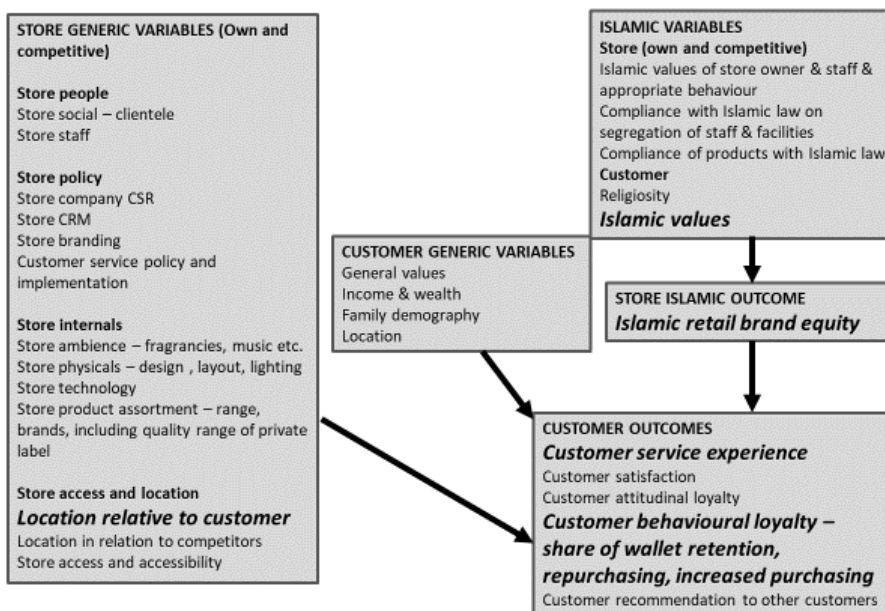 STORE GENERIC VARIABLES (Own and
competitive)
Store people
Store social – clientele
Store staff
Store policy
Store company CSR
Store CRM
Store branding
Customer service policy and
implementation
Store internals
Store ambience – fragrancies, music etc.
Store physicals – design , layout, lighting
Store technology
Store product assortment – range,
brands, including quality range of private
label
Store access and location
Location relative to customer
Location in relation to competitors
Store access and accessibility
CUSTOMER GENERIC VARIABLES
General values
Income & wealth
Family demography
Location
ISLAMIC VARIABLES
Store (own and competitive)
Islamic values of store owner & staff &
appropriate behaviour
Compliance with Islamic law on
segregation of staff & facilities
Compliance of products with Islamic law
Customer
Religiosity
Islamic values
STORE ISLAMIC OUTCOME
Islamic retail brand equity
CUSTOMER OUTCOMES
Customer service experience
Customer satisfaction
Customer attitudinal loyalty
Customer behavioural loyalty –
share of wallet retention,
repurchasing, increased purchasing
Customer recommendation to other customers